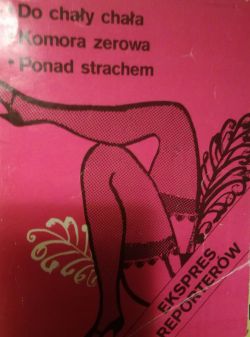 • Do chały chała
• Komora zerowa
• Ponad strachem
EKSPRES
REPORTERÓW